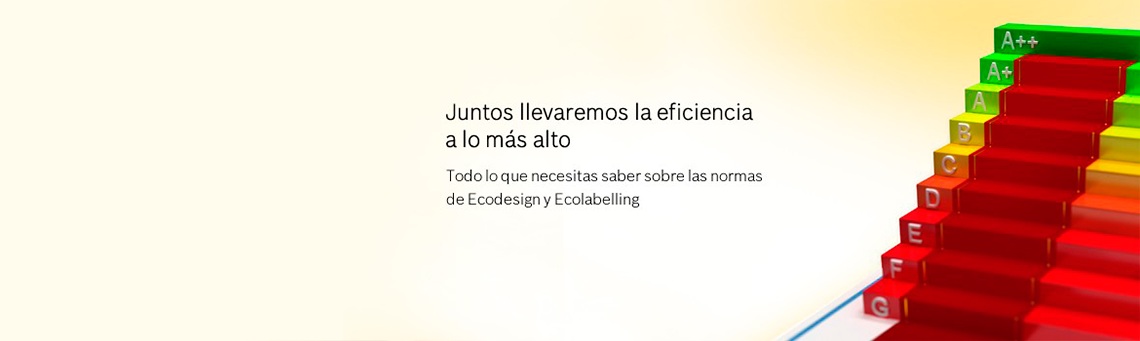 Juntos llevaremos la eficiencia
a lo más alto
Todo lo que necesitas saber sobre las normas
de Ecodesign y Ecolabelling
A++
A+
A
B
C
D
E
F
G